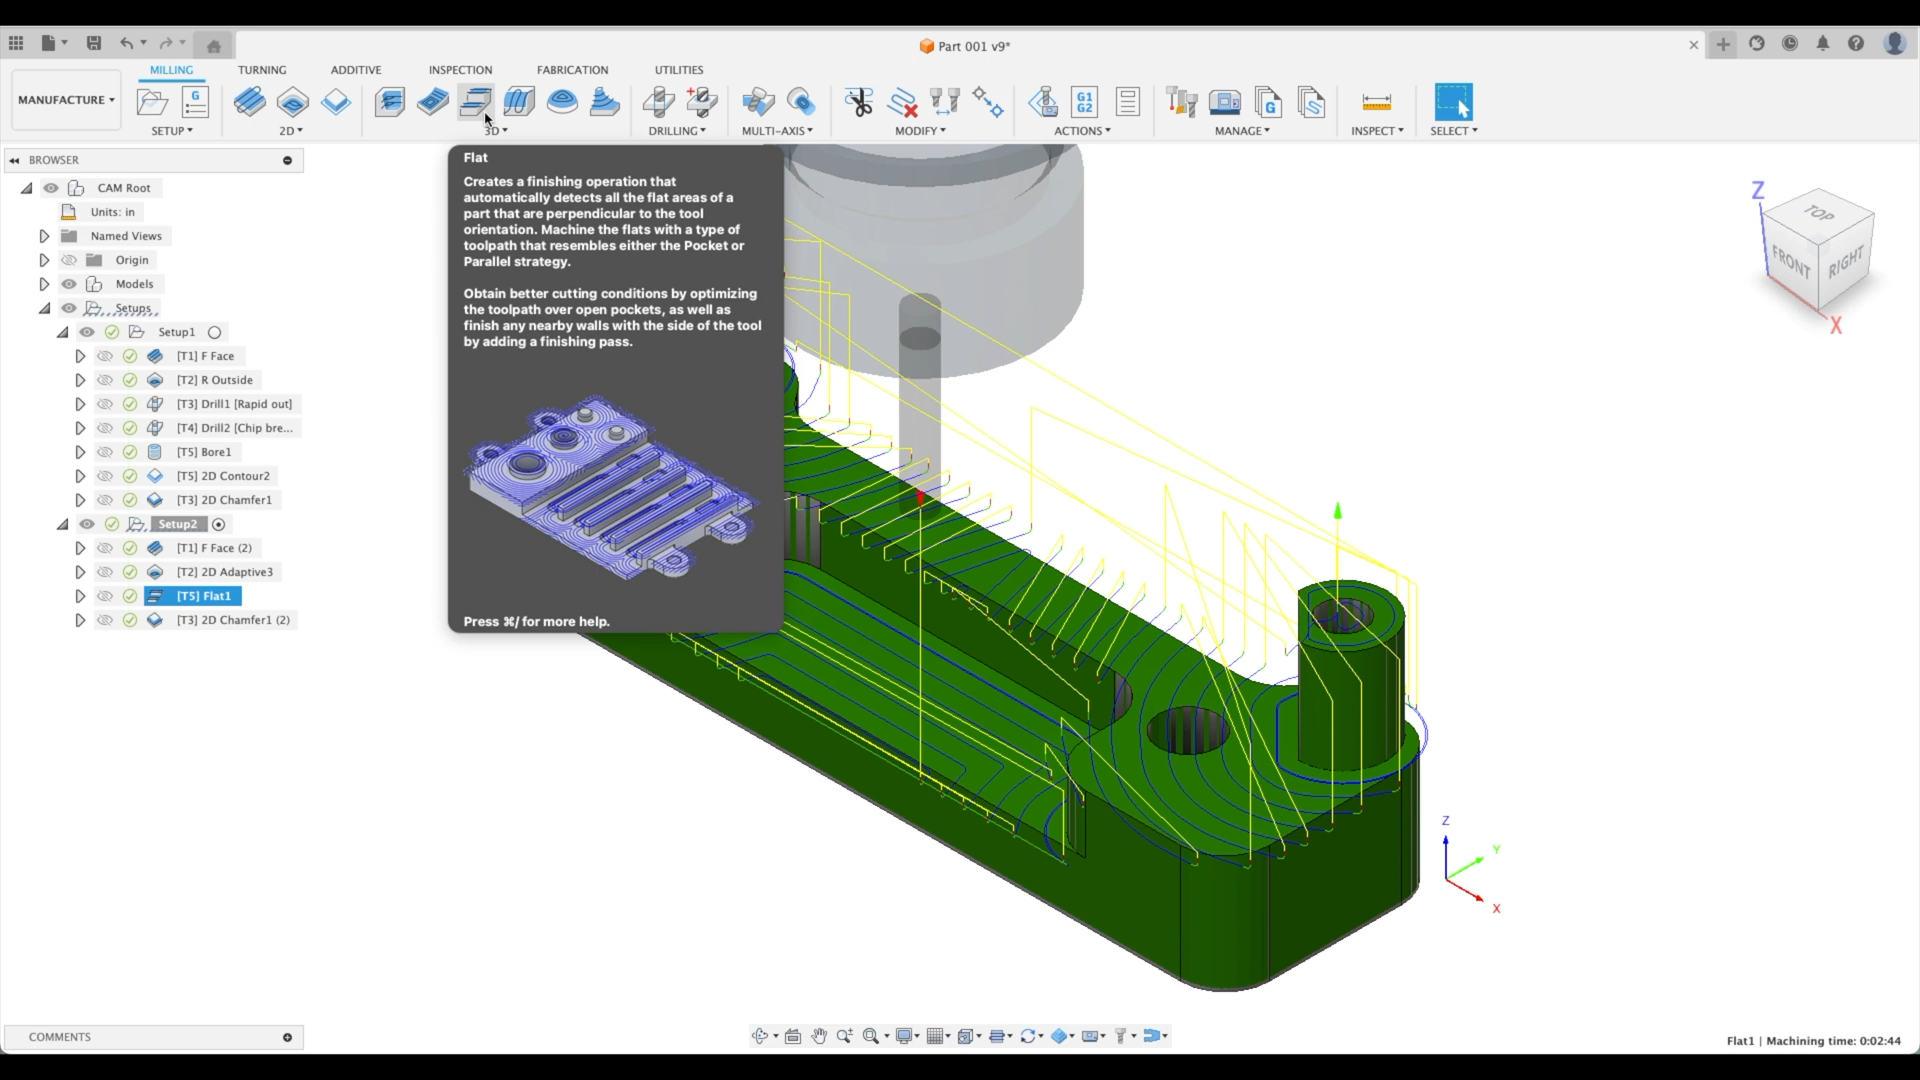 Part 001 v9*
MILLING
TURNING
ADDITIVE
INSPECTION
FABRICATION
UTILITIES
MANUFACTURE
G
G1
G2
G
SETUP
2D
3D
DRILLING
MULTI-AXIS
MODIFY
ACTIONS
MANAGE
INSPECT
SELECT
BROWSER
CAM Root
Units: in
Named Views
Origin
Models
Setups
Setup1
[T1] F Face
[T2] R Outside
[T3] Drill1 [Rapid out]
[T4] Drill2 [Chip bre...
[T5] Bore1
[T5] 2D Contour2
[T3] 2D Chamfer1
Setup2
[T1] F Face (2)
[T2] 2D Adaptive3
[T5] Flat1
[T3] 2D Chamfer1 (2)
Flat
Creates a finishing operation that
automatically detects all the flat areas of a
part that are perpendicular to the tool
orientation. Machine the flats with a type of
toolpath that resembles either the Pocket or
Parallel strategy.
Obtain better cutting conditions by optimizing
the toolpath over open pockets, as well as
finish any nearby walls with the side of the tool
by adding a finishing pass.
Press ⌘/ for more help.
Z
TOP
FRONT
RIGHT
X
Z
Y
X
COMMENTS
Flat1 | Machining time: 0:02:44